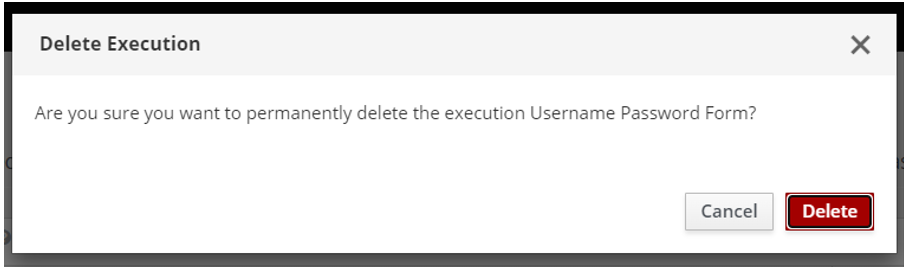 Delete Execution
Are you sure you want to permanently delete the execution Username Password Form?
Cancel Delete